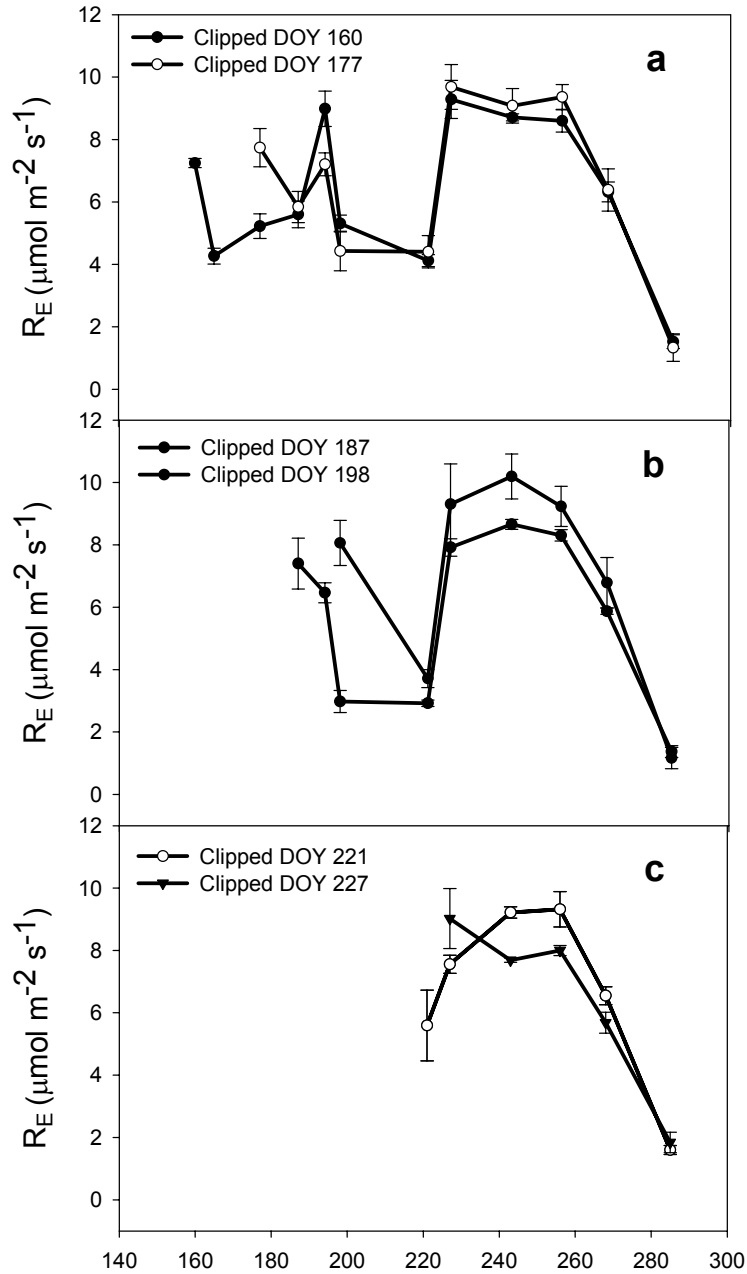 12
10
8
6
4
2
0
R_E (μmol m⁻² s⁻¹)
Clipped DOY 160
Clipped DOY 177
a
12
10
8
6
4
2
0
R_E (μmol m⁻² s⁻¹)
Clipped DOY 187
Clipped DOY 198
b
12
10
8
6
4
2
0
R_E (μmol m⁻² s⁻¹)
Clipped DOY 221
Clipped DOY 227
c
140 160 180 200 220 240 260 280 300